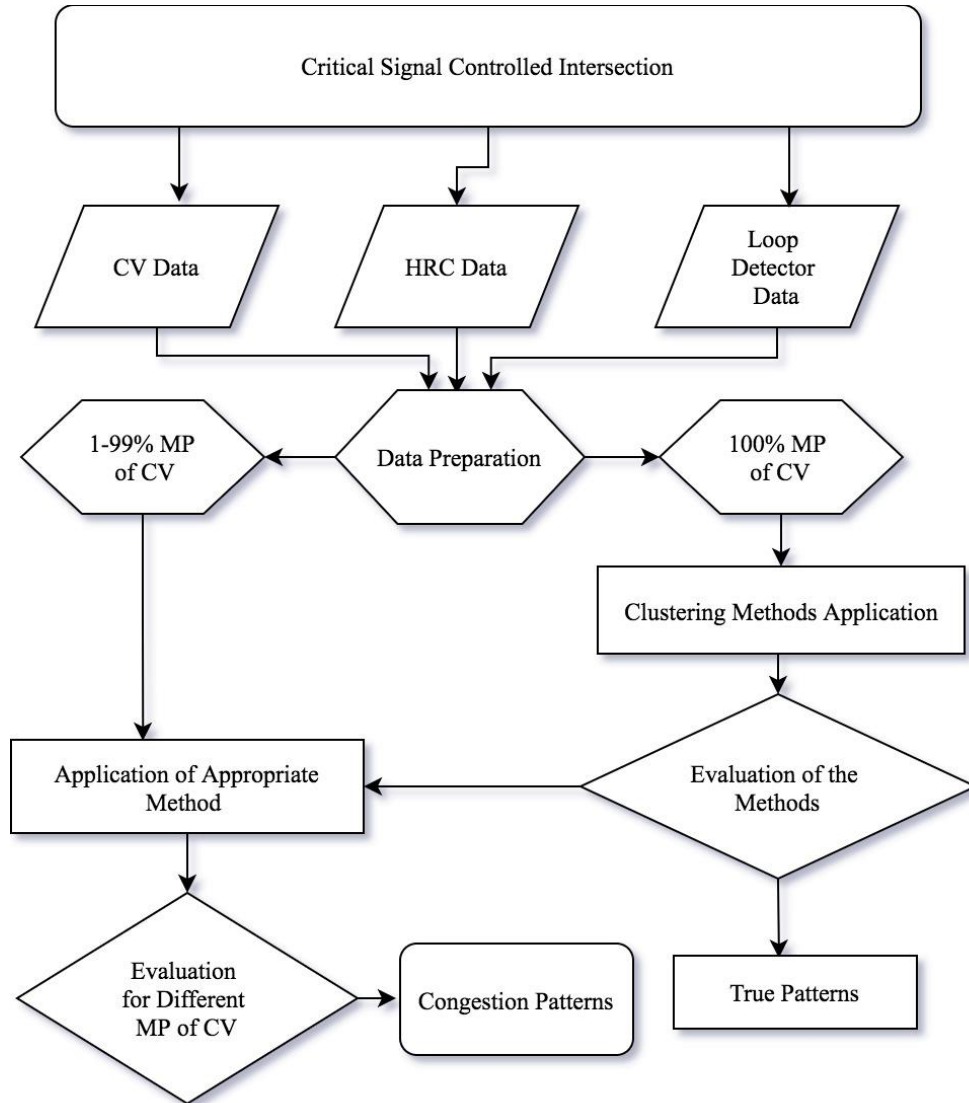 Critical Signal Controlled Intersection
CV Data
HRC Data
Loop
Detector
Data
1-99% MP
of CV
Data Preparation
100% MP
of CV
Clustering Methods Application
Application of Appropriate
Method
Evaluation of the
Methods
Evaluation
for Different
MP of CV
Congestion Patterns
True Patterns